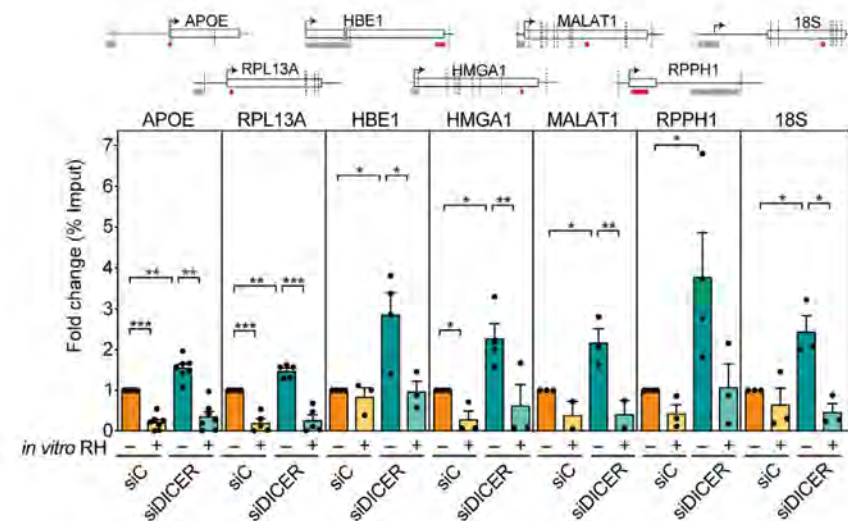 APOE HBE1 MALAT1 18S
RPL13A HMGA1 RPPH1
APOE RPL13A HBE1 HMGA1 MALAT1 RPPH1 18S
Fold change (% Imput)
7
6
5
4
3
2
1
0
* * * * * * * *
** ** ** *** ** **
*** *** *
in vitro RH − + − + − + − + − + − + − + − + − + − + − + − + − + − +
siC siDICER siC siDICER siC siDICER siC siDICER siC siDICER siC siDICER siC siDICER